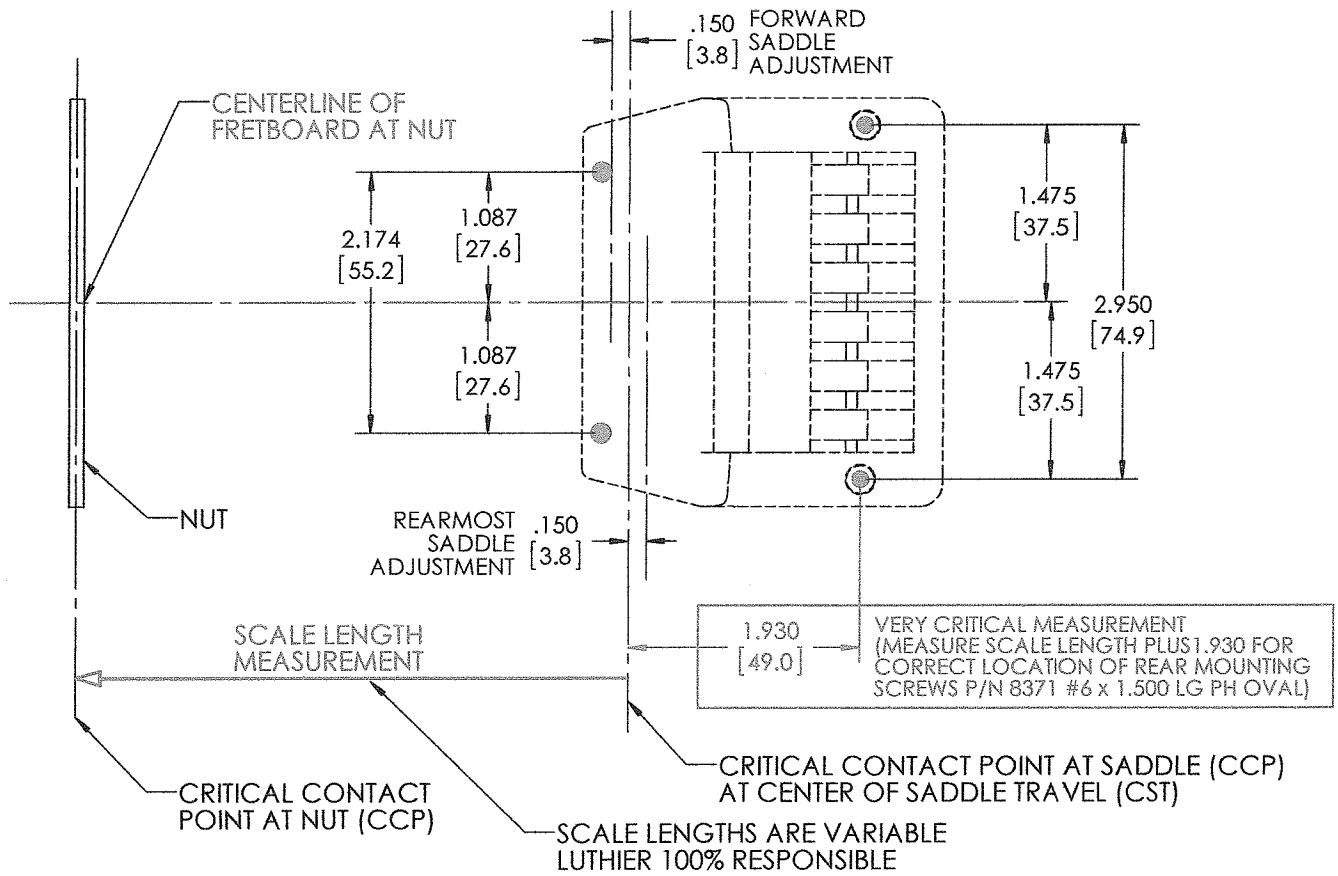 .150
[3.8]
FORWARD
SADDLE
ADJUSTMENT
CENTERLINE OF
FRETBOARD AT NUT
2.174
[55.2]
1.087
[27.6]
1.087
[27.6]
1.475
[37.5]
2.950
[74.9]
1.475
[37.5]
NUT
REARMOST
SADDLE
ADJUSTMENT
.150
[3.8]
SCALE LENGTH
MEASUREMENT
1.930
[49.0]
VERY CRITICAL MEASUREMENT
(MEASURE SCALE LENGTH PLUS1.930 FOR
CORRECT LOCATION OF REAR MOUNTING
SCREWS P/N 8371 #6 x 1.500 LG PH OVAL)
CRITICAL CONTACT
POINT AT NUT (CCP)
CRITICAL CONTACT POINT AT SADDLE (CCP)
AT CENTER OF SADDLE TRAVEL (CST)
SCALE LENGTHS ARE VARIABLE
LUTHIER 100% RESPONSIBLE